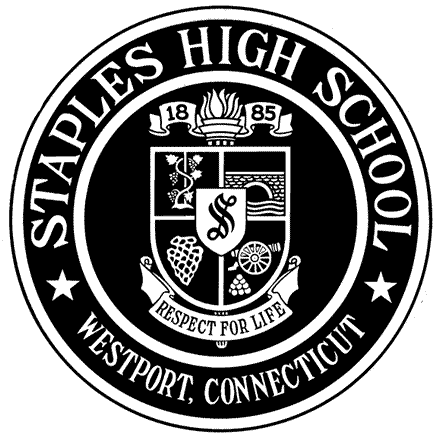 STAPLES HIGH SCHOOL
18 85
S
RESPECT FOR LIFE
WESTPORT, CONNECTICUT